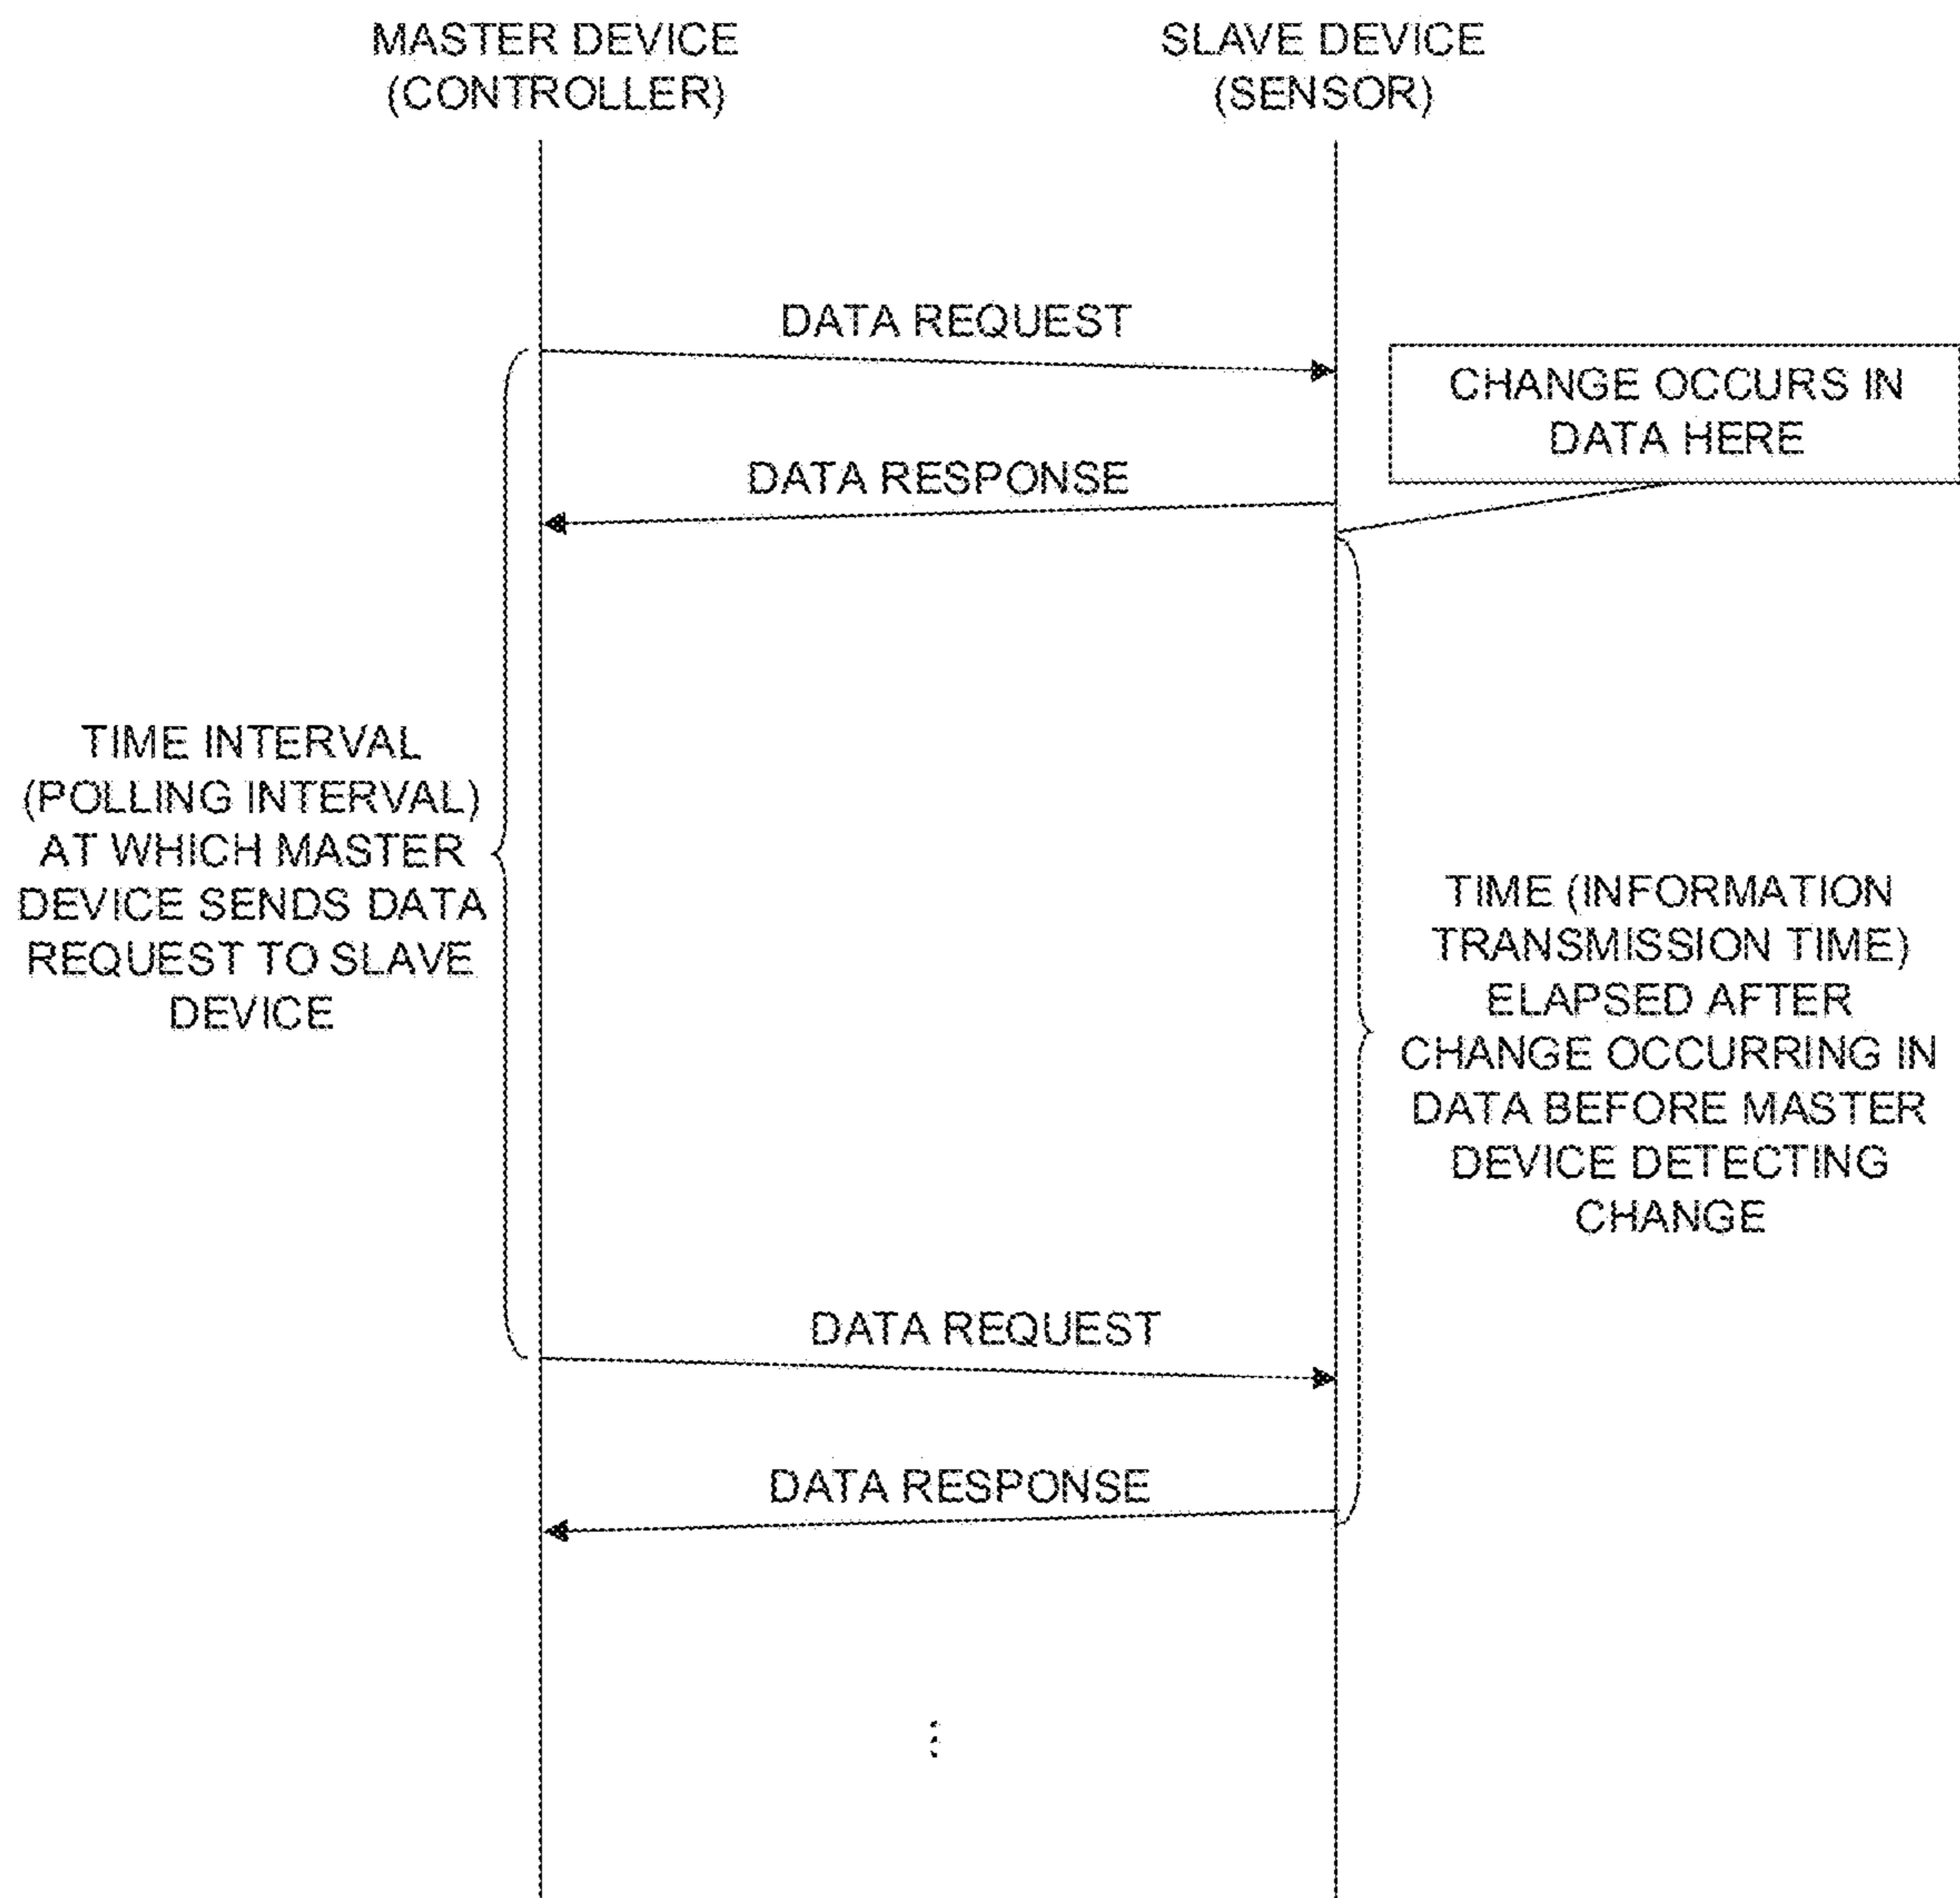 MASTER DEVICE
(CONTROLLER)
SLAVE DEVICE
(SENSOR)
DATA REQUEST
CHANGE OCCURS IN
DATA HERE
DATA RESPONSE
TIME INTERVAL
(POLLING INTERVAL)
AT WHICH MASTER
DEVICE SENDS DATA
REQUEST TO SLAVE
DEVICE
TIME (INFORMATION
TRANSMISSION TIME)
ELAPSED AFTER
CHANGE OCCURRING IN
DATA BEFORE MASTER
DEVICE DETECTING
CHANGE
DATA REQUEST
DATA RESPONSE